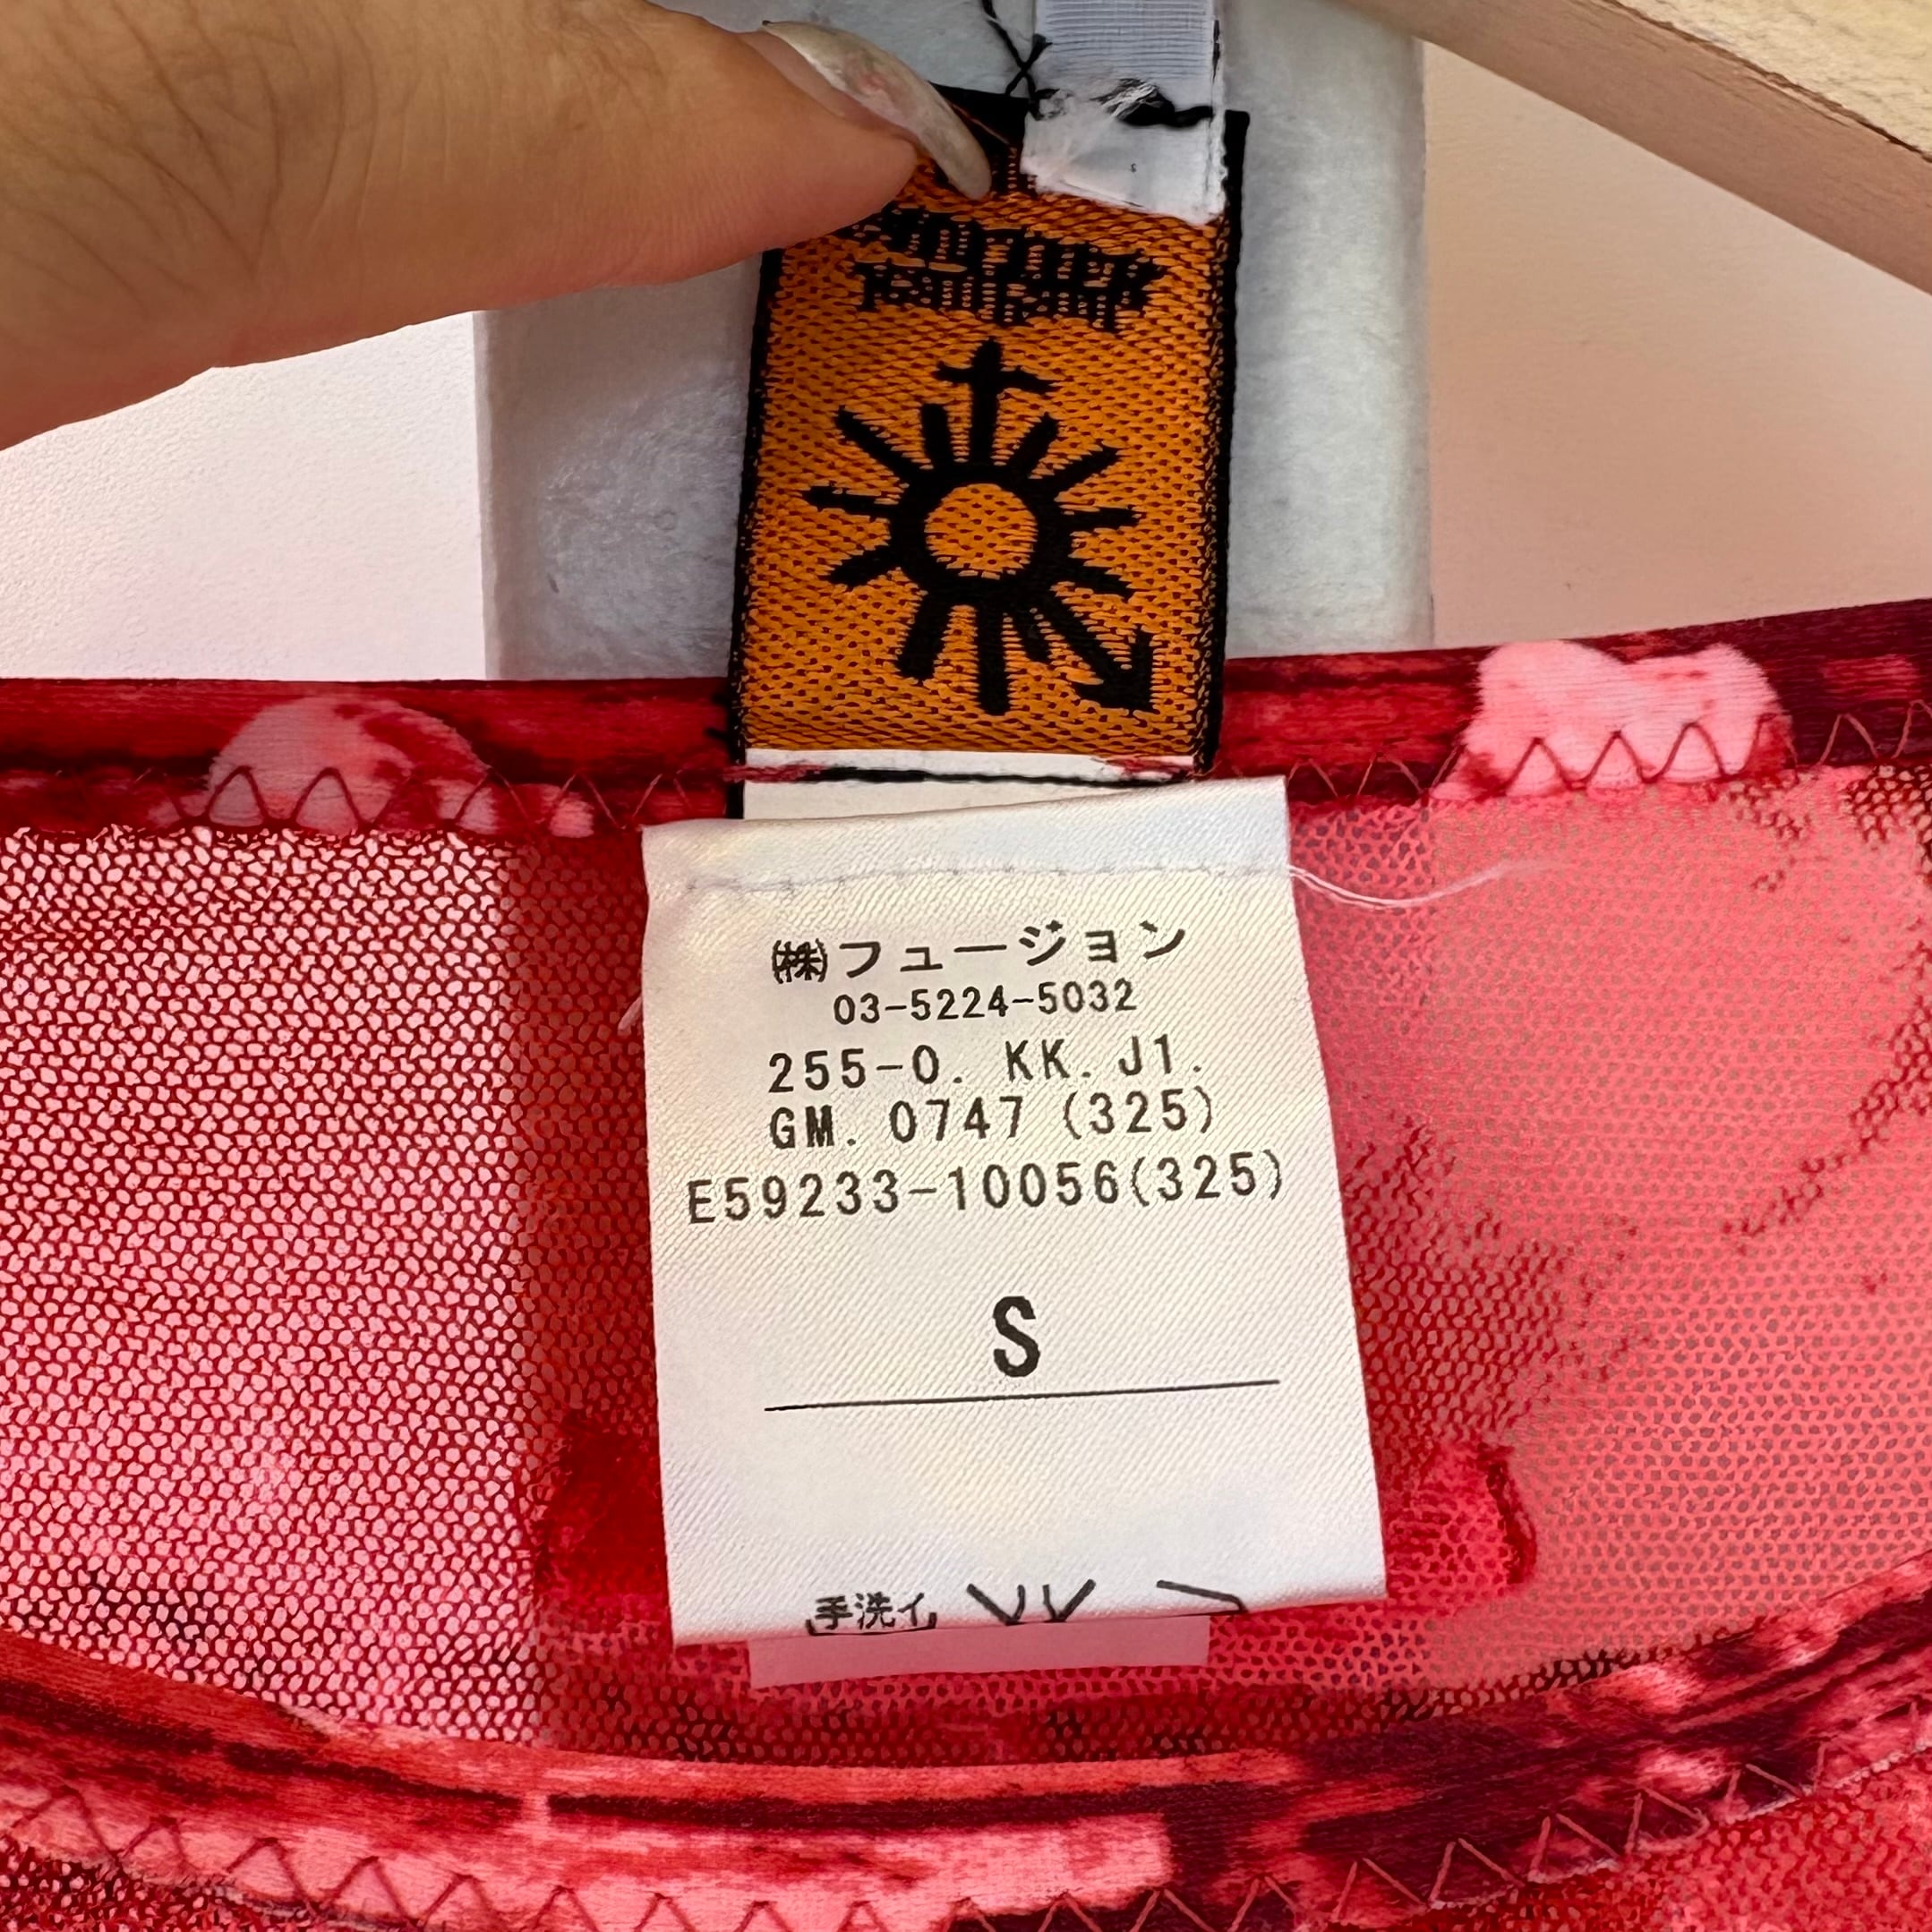 ㈱フュージョン
03-5224-5032
255-0. KK. J1.
GM. 0747 (325)
E59233-10056(325)
S
手洗イ